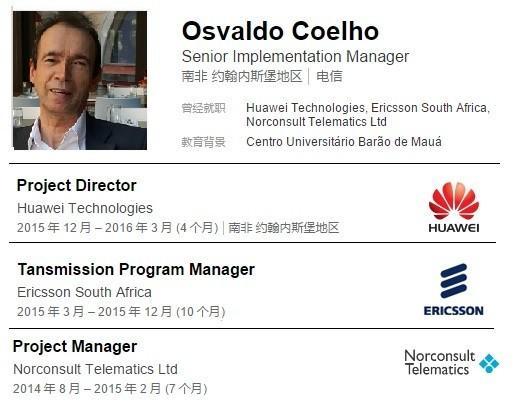 Osvaldo Coelho
Senior Implementation Manager
南非 约翰内斯堡地区 | 电信
曾经就职 Huawei Technologies, Ericsson South Africa,
Norconsult Telematics Ltd
教育背景 Centro Universitário Barão de Mauá
Project Director
Huawei Technologies
2015 年 12 月 – 2016 年 3 月 (4 个月) | 南非 约翰内斯堡地区
HUAWEI
Tansmission Program Manager
Ericsson South Africa
2015 年 3 月 – 2015 年 12 月 (10 个月)
ERICSSON
Project Manager
Norconsult Telematics Ltd
2014 年 8 月 – 2015 年 2 月 (7 个月)
Norconsult
Telematics